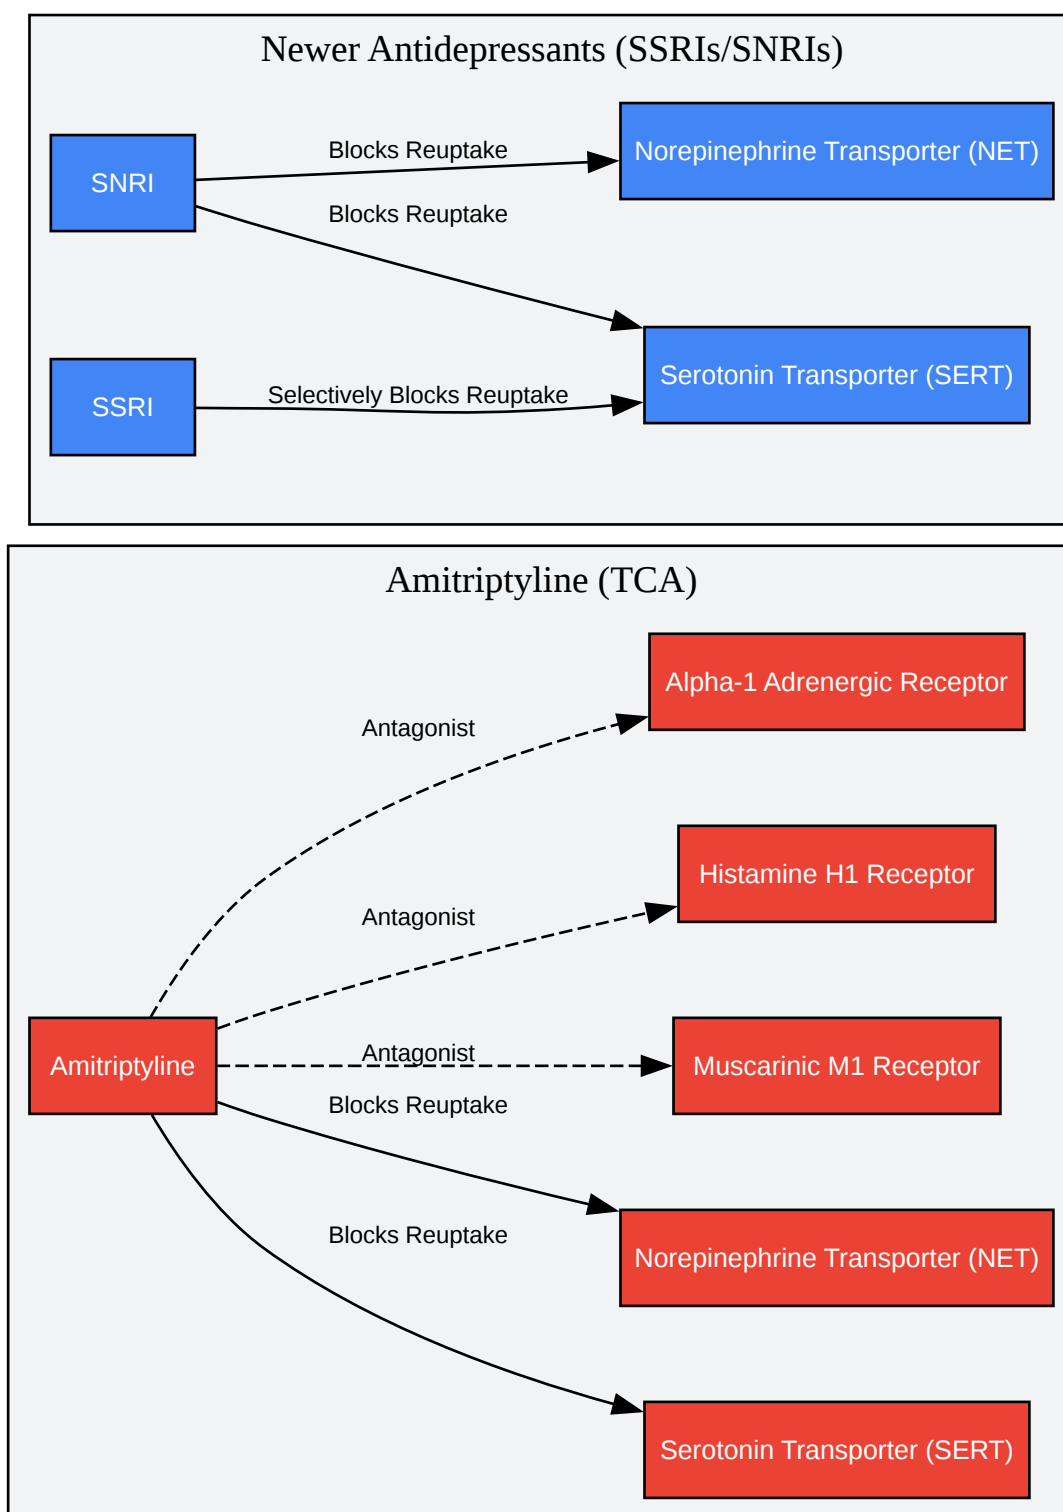 Newer Antidepressants (SSRIs/SNRIs)
SNRI
Blocks Reuptake
Norepinephrine Transporter (NET)
Blocks Reuptake
SSRI
Selectively Blocks Reuptake
Serotonin Transporter (SERT)
Amitriptyline (TCA)
Antagonist
Alpha-1 Adrenergic Receptor
Antagonist
Histamine H1 Receptor
Amitriptyline
Antagonist
Muscarinic M1 Receptor
Blocks Reuptake
Norepinephrine Transporter (NET)
Blocks Reuptake
Serotonin Transporter (SERT)